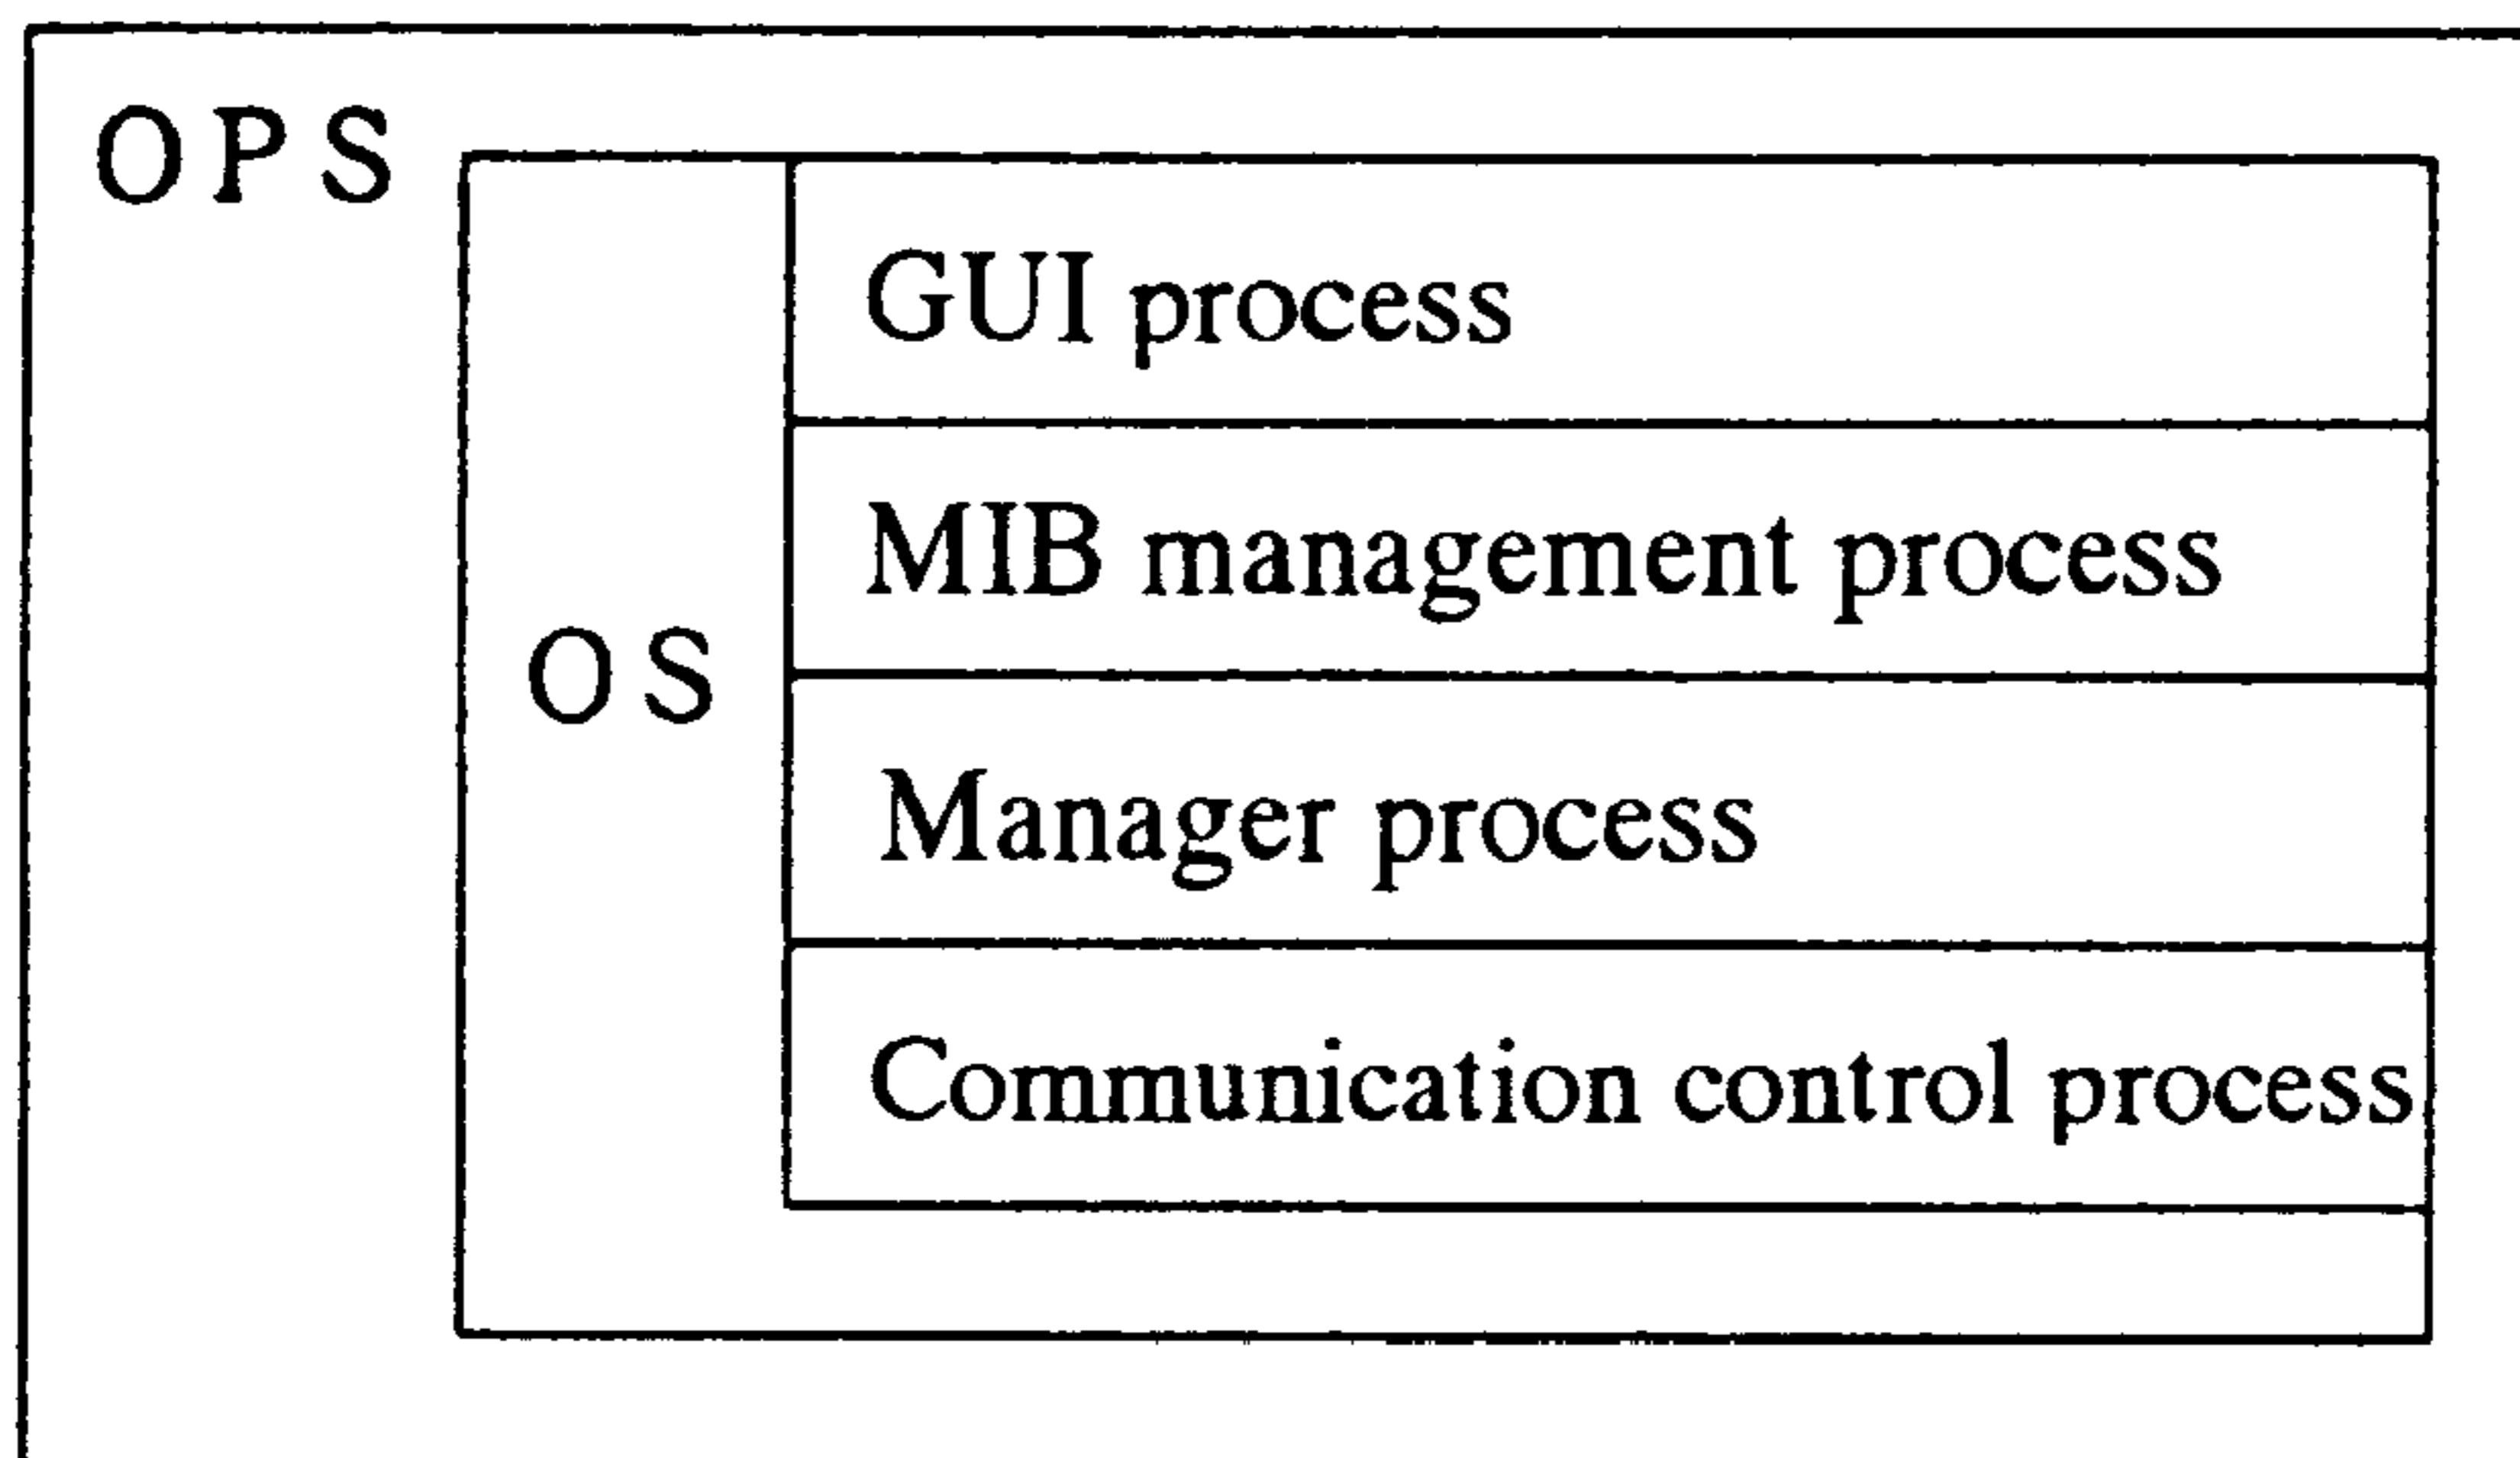 OPS
GUI process
MIB management process
OS
Manager process
Communication control process